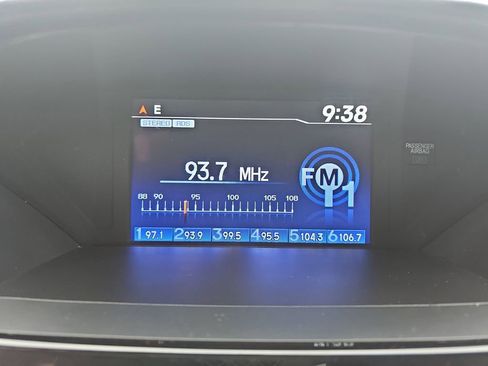 E 9:38
STEREO RDS
PASSENGER
AIRBAG
93.7 MHz
FM1
88 90 95 100 105 108
1 97.1 2 93.9 3 99.5 4 95.5 5 104.3 6 106.7